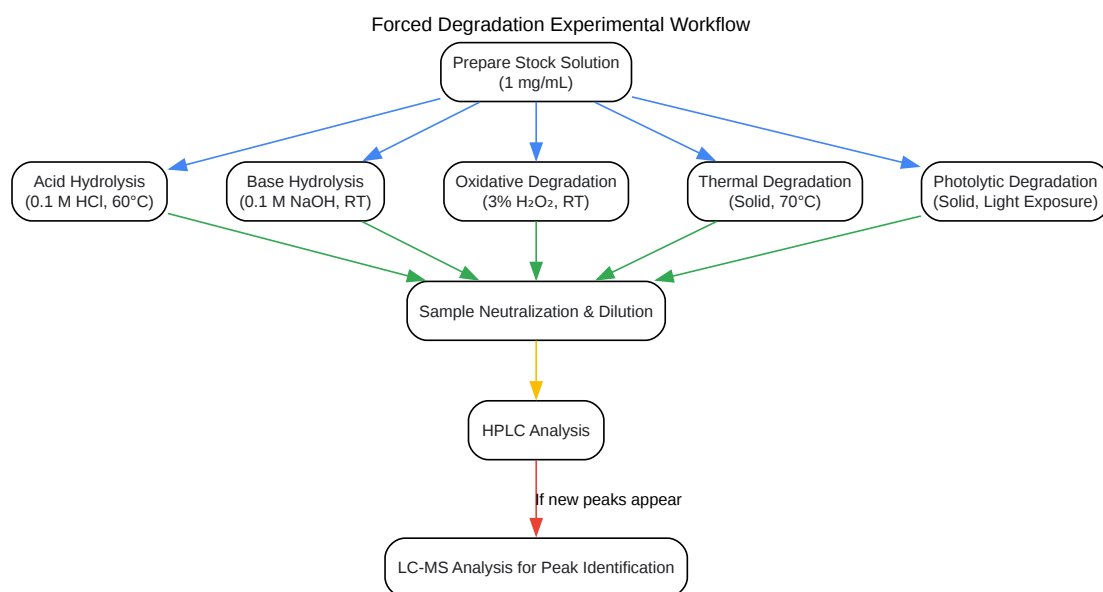 Forced Degradation Experimental Workflow
Prepare Stock Solution
(1 mg/mL)
Acid Hydrolysis
(0.1 M HCl, 60°C)
Base Hydrolysis
(0.1 M NaOH, RT)
Oxidative Degradation
(3% H₂O₂, RT)
Thermal Degradation
(Solid, 70°C)
Photolytic Degradation
(Solid, Light Exposure)
Sample Neutralization & Dilution
HPLC Analysis
If new peaks appear
LC-MS Analysis for Peak Identification